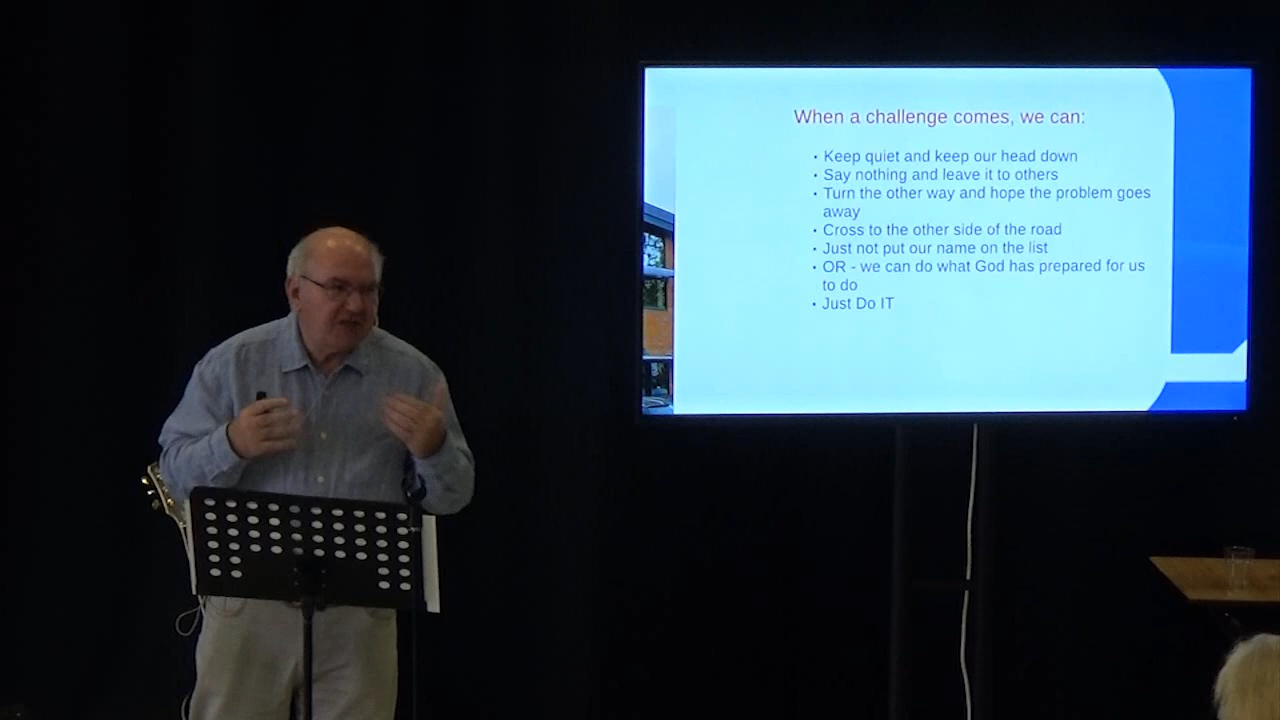 When a challenge comes, we can:
• Keep quiet and keep our head down
• Say nothing and leave it to others
• Turn the other way and hope the problem goes
away
• Cross to the other side of the road
• Just not put our name on the list
• OR - we can do what God has prepared for us
to do
• Just Do IT